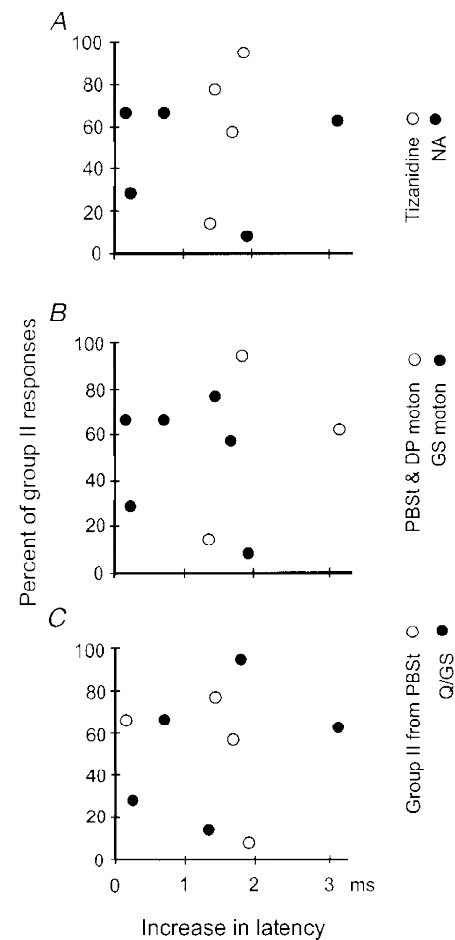 A
100
80
60
40
20
0
Tizanidine
NA
B
100
80
60
40
20
0
PBSt & DP moton
GS moton
Percent of group II responses
C
100
80
60
40
20
0
Group II from PBSt
Q/GS
0 1 2 3 ms
Increase in latency